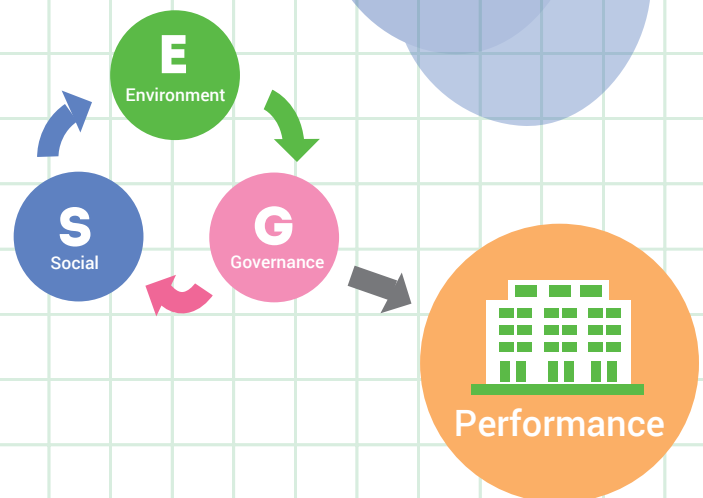 E
Environment
S
Social
G
Governance
Performance